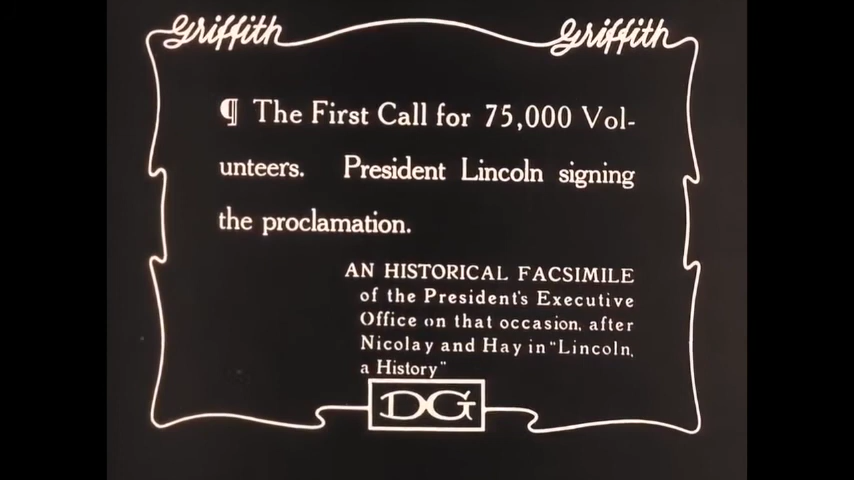 Griffith Griffith
¶ The First Call for 75,000 Vol-
unteers. President Lincoln signing
the proclamation.
AN HISTORICAL FACSIMILE
of the President's Executive
Office on that occasion, after
Nicolay and Hay in "Lincoln,
a History"
DG